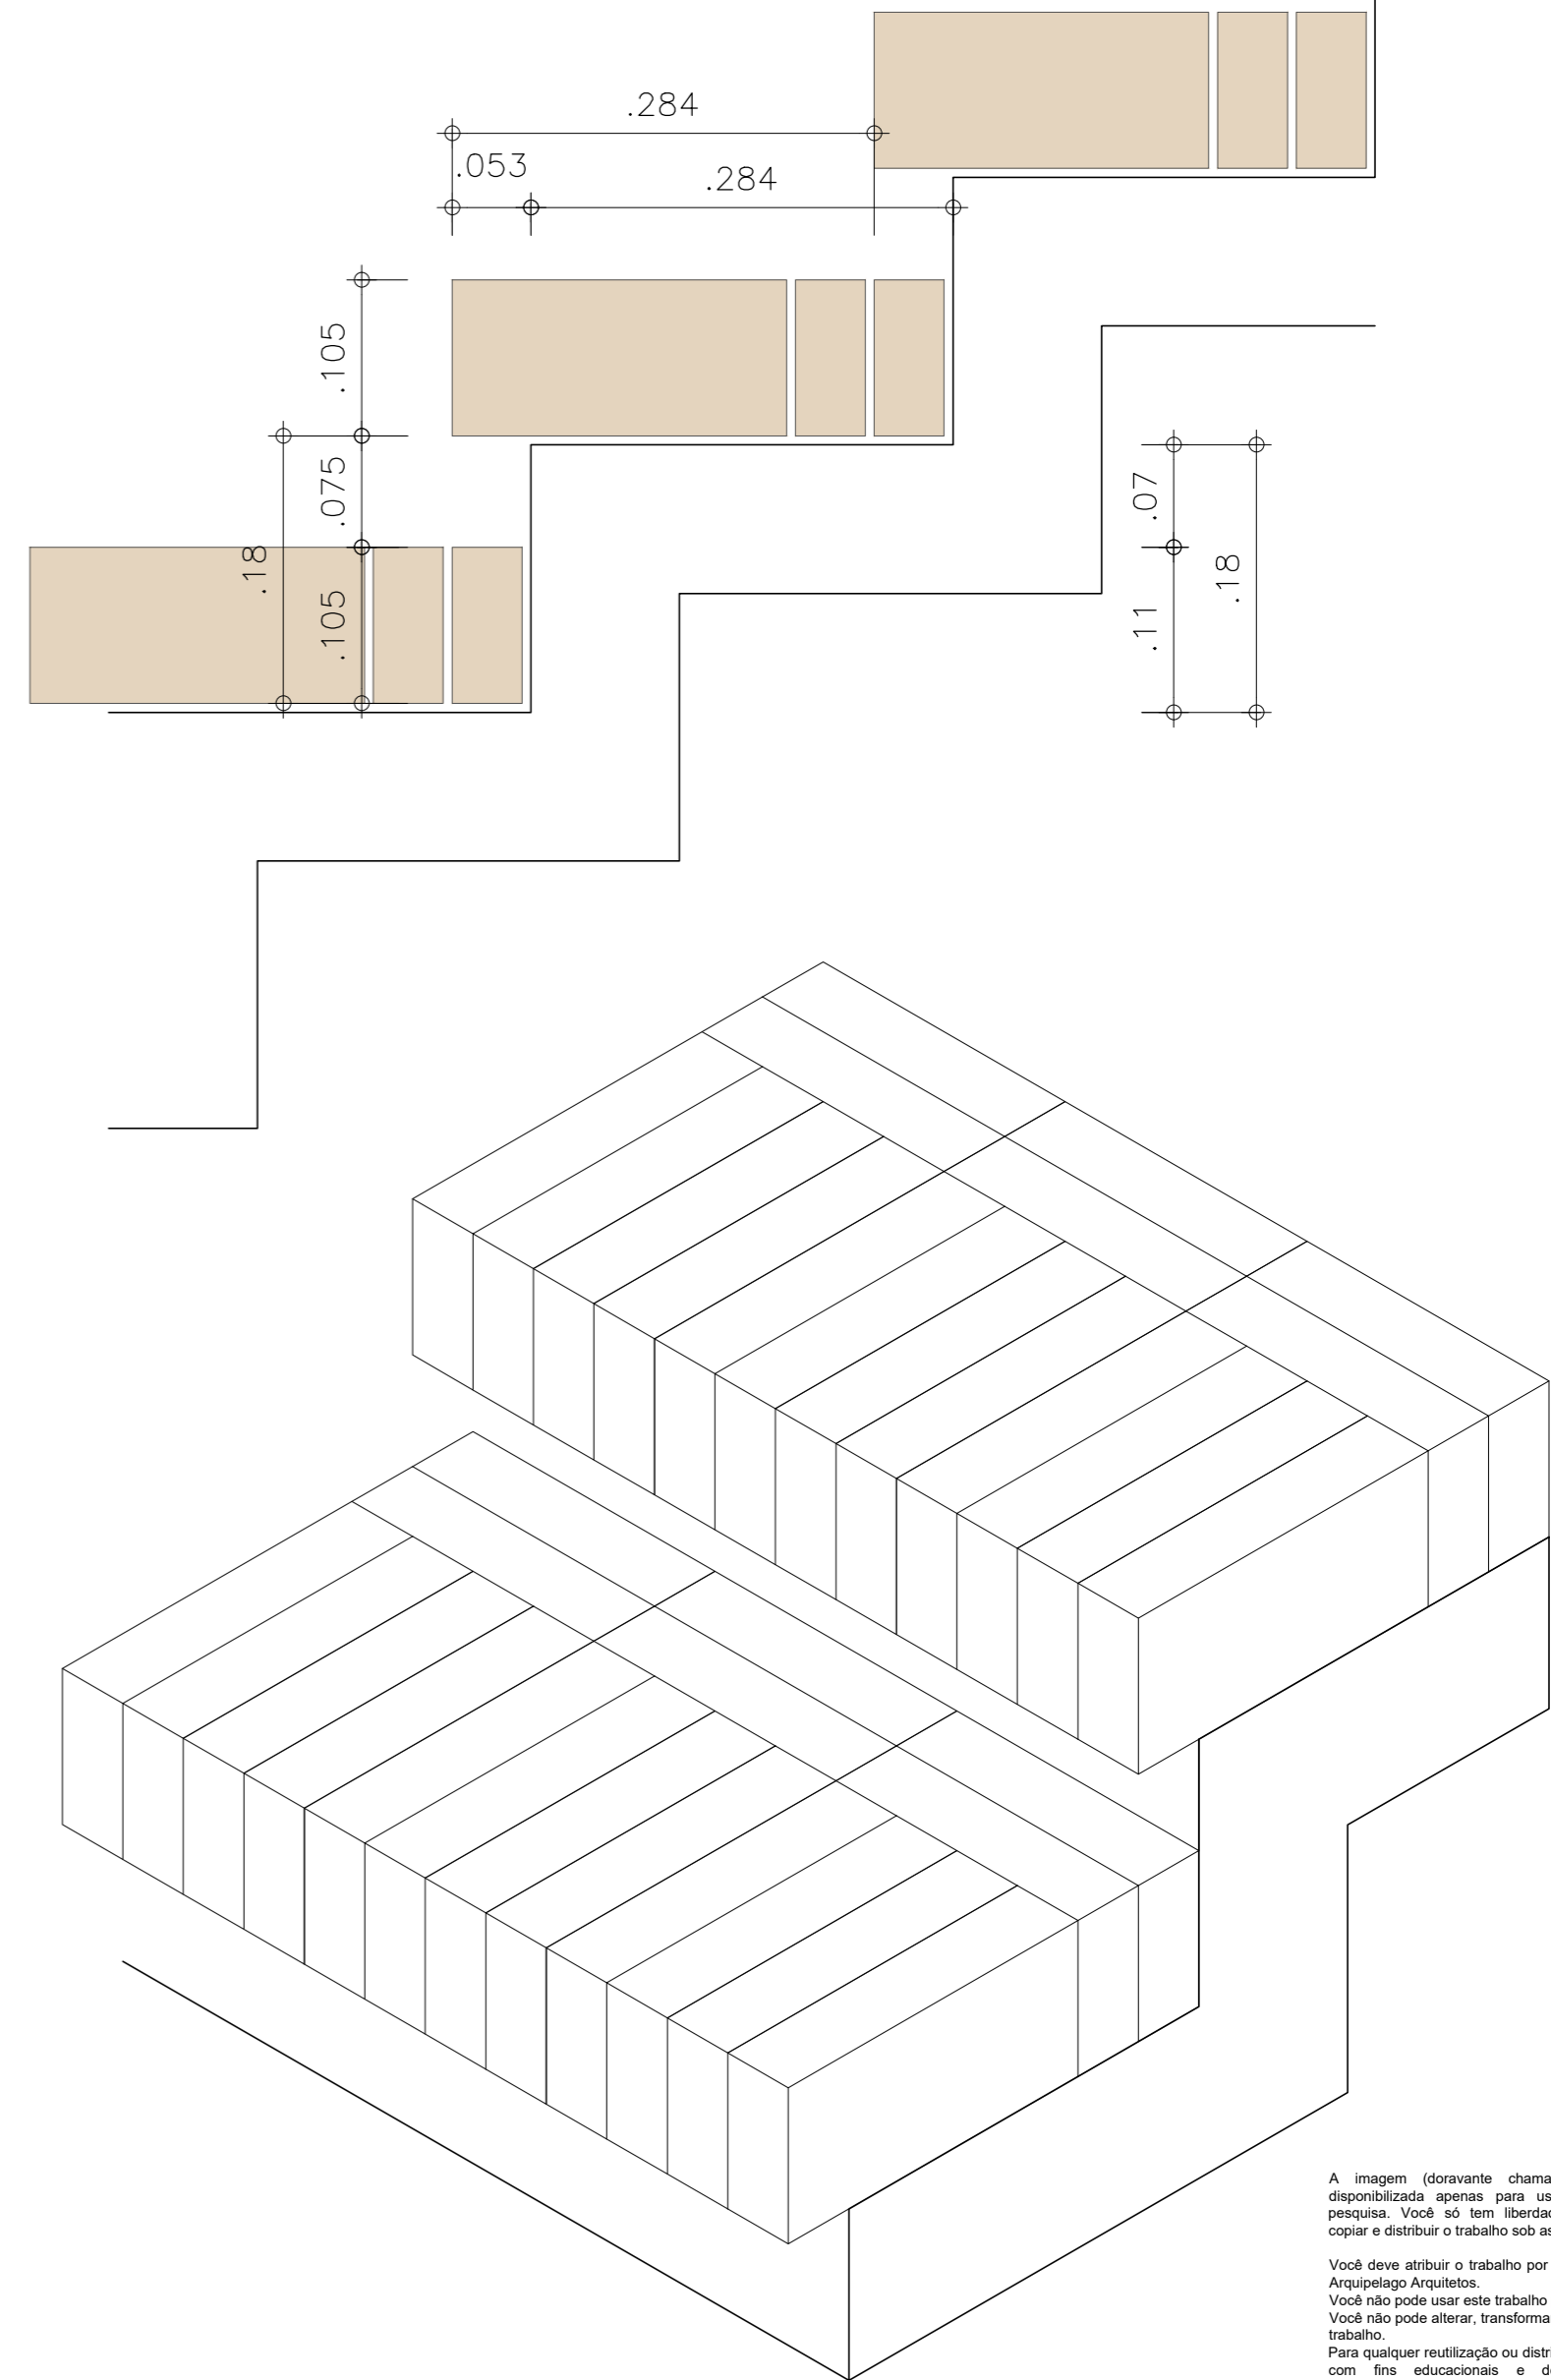 .284
.053
.284
.105
.075
.18
.105
.07
.18
.11
A imagem (doravante chama
disponibilizada apenas para us
pesquisa. Você só tem liberdad
copiar e distribuir o trabalho sob as
Você deve atribuir o trabalho por
Arquipelago Arquitetos.
Você não pode usar este trabalho
Você não pode alterar, transforma
trabalho.
Para qualquer reutilização ou distri
com fins educacionais e d